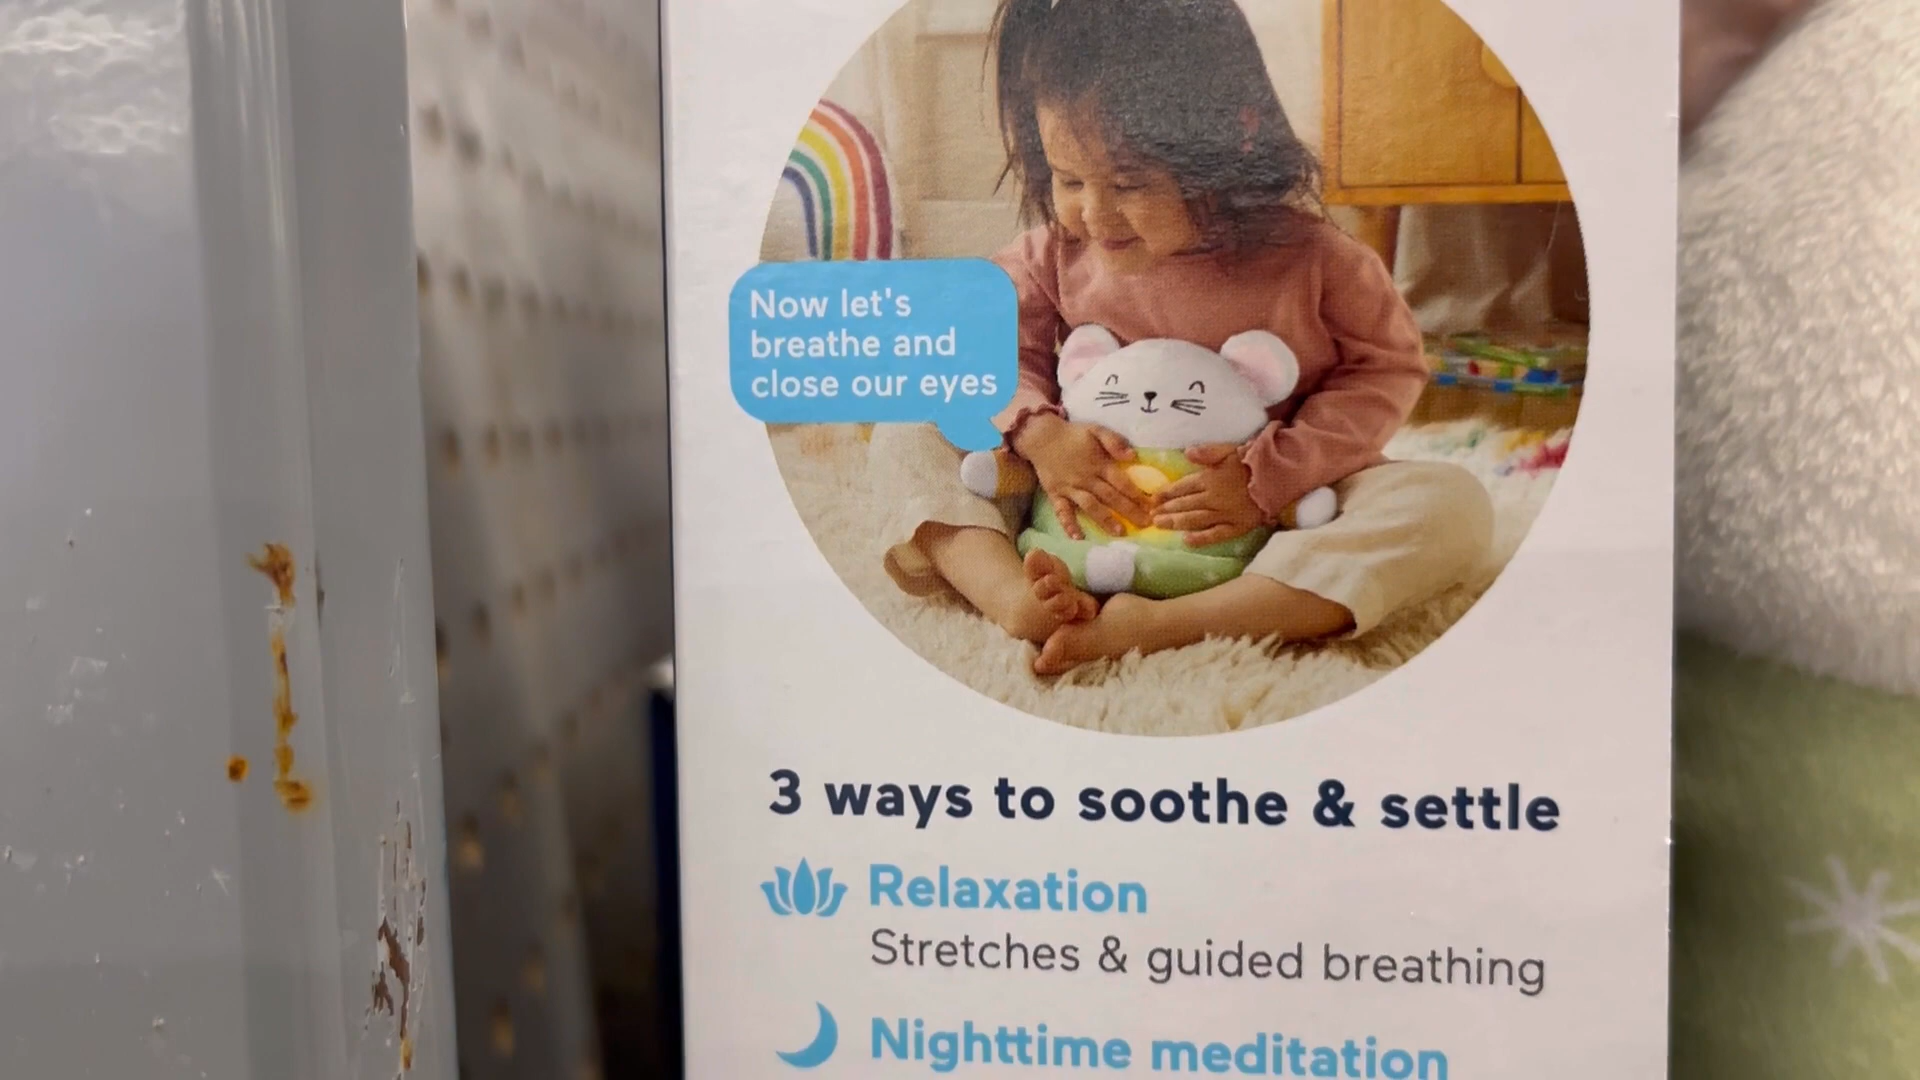 Now let's
breathe and
close our eyes
3 ways to soothe & settle
Relaxation
Stretches & guided breathing
Nighttime meditation